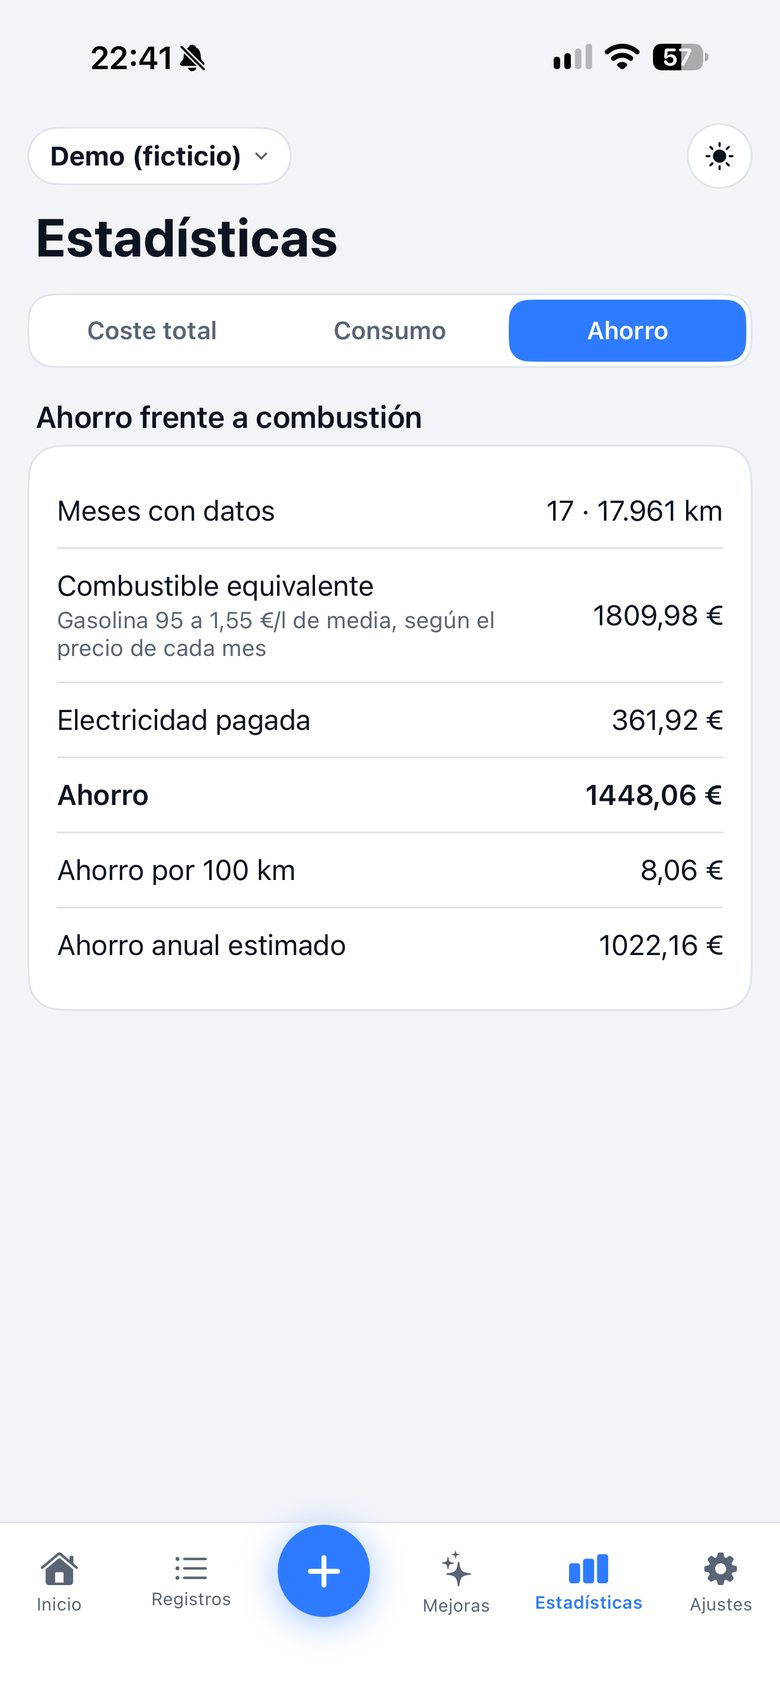 22:41
57
Demo (ficticio)
Estadísticas
Coste total
Consumo
Ahorro
Ahorro frente a combustión
Meses con datos
17 · 17.961 km
Combustible equivalente
Gasolina 95 a 1,55 €/l de media, según el
precio de cada mes
1809,98 €
Electricidad pagada
361,92 €
Ahorro
1448,06 €
Ahorro por 100 km
8,06 €
Ahorro anual estimado
1022,16 €
Inicio
Registros
Mejoras
Estadísticas
Ajustes